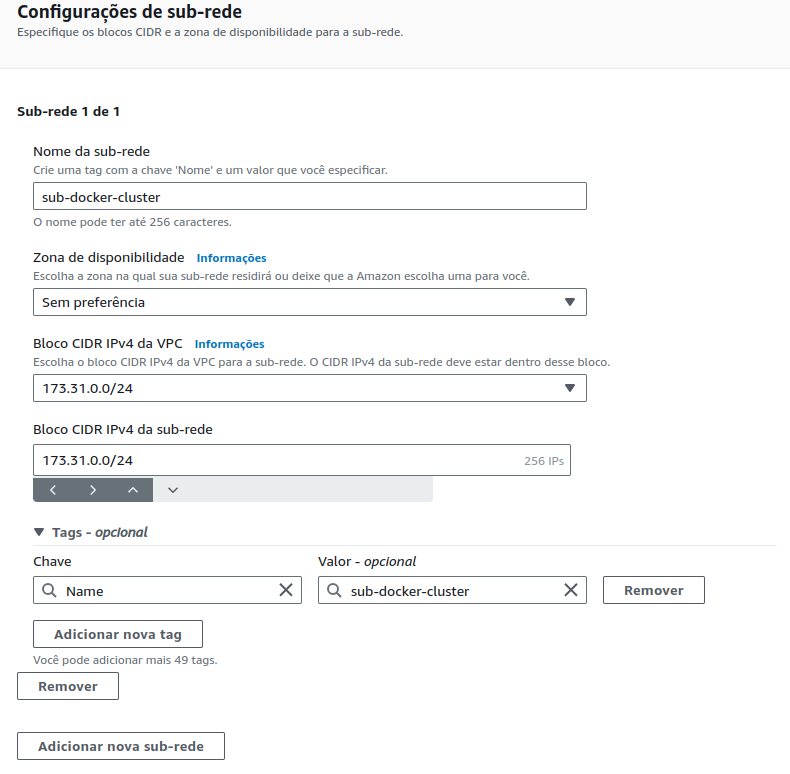 Configurações de sub-rede
Especifique os blocos CIDR e a zona de disponibilidade para a sub-rede.
Sub-rede 1 de 1
Nome da sub-rede
Crie uma tag com a chave 'Nome' e um valor que você especificar.
sub-docker-cluster
O nome pode ter até 256 caracteres.
Zona de disponibilidade Informações
Escolha a zona na qual sua sub-rede residirá ou deixe que a Amazon escolha uma para você.
Sem preferência
Bloco CIDR IPv4 da VPC Informações
Escolha o bloco CIDR IPv4 da VPC para a sub-rede. O CIDR IPv4 da sub-rede deve estar dentro desse bloco.
173.31.0.0/24
Bloco CIDR IPv4 da sub-rede
173.31.0.0/24 256 IPs
Tags - opcional
Chave Valor - opcional
Name sub-docker-cluster Remover
Adicionar nova tag
Você pode adicionar mais 49 tags.
Remover
Adicionar nova sub-rede